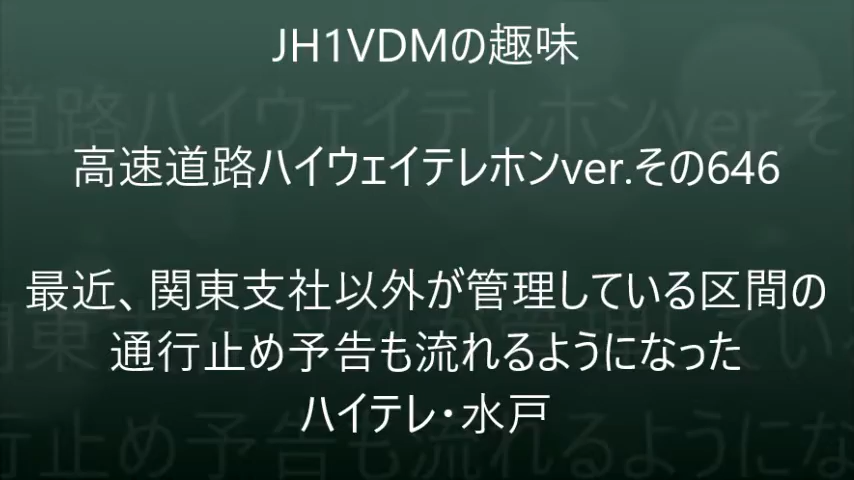 JH1VDMの趣味
高速道路ハイウェイテレホンver.その646
最近、関東支社以外が管理している区間の
通行止め予告も流れるようになった
ハイテレ・水戸